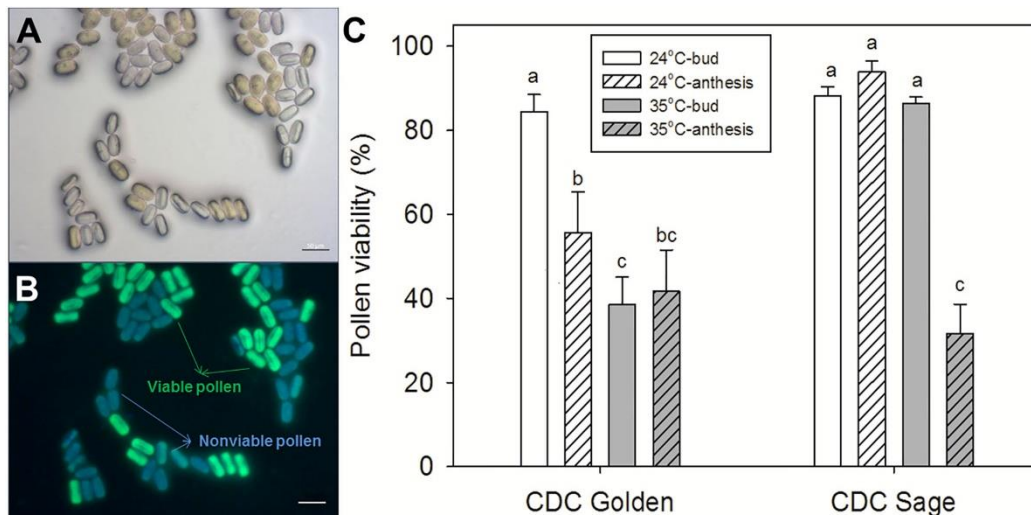 A
B
Viable pollen
Nonviable pollen
C
Pollen viability (%)
100
80
60
40
20
0
24°C-bud
24°C-anthesis
35°C-bud
35°C-anthesis
a
b
c
bc
a
a
a
c
CDC Golden
CDC Sage